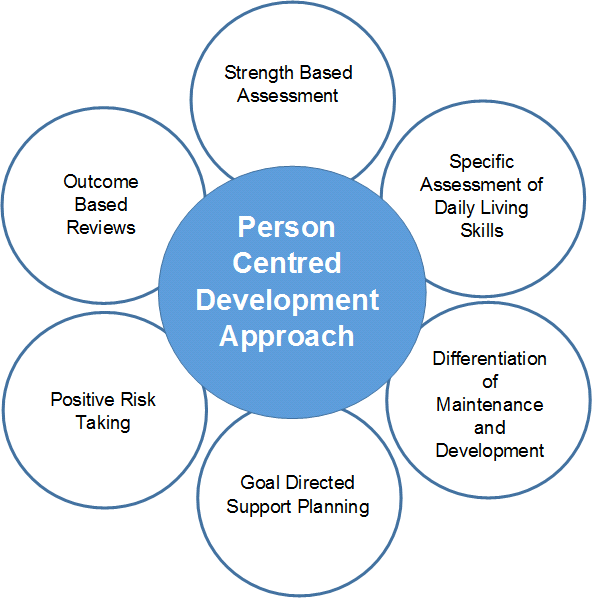 Strength Based
Assessment
Specific
Assessment of
Daily Living
Skills
Differentiation
of
Maintenance
and
Development
Goal Directed
Support Planning
Positive Risk
Taking
Outcome
Based
Reviews
Person
Centred
Development
Approach